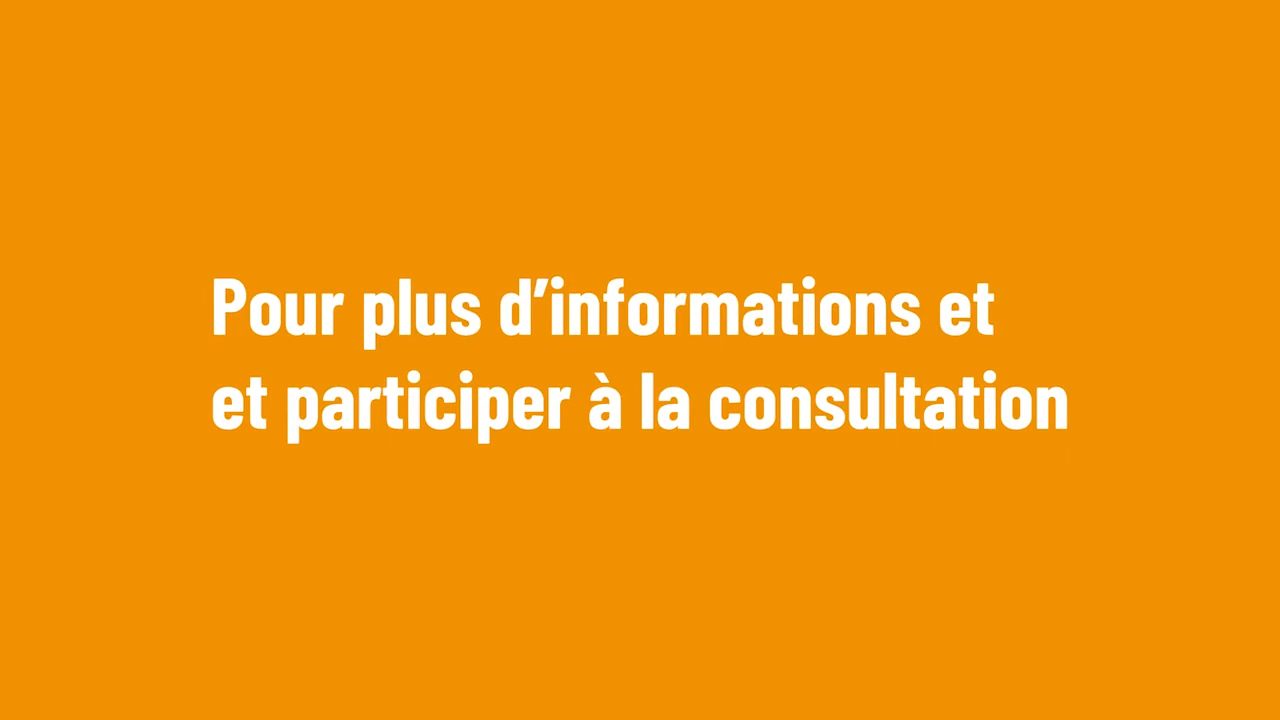 Pour plus d’informations et
et participer à la consultation